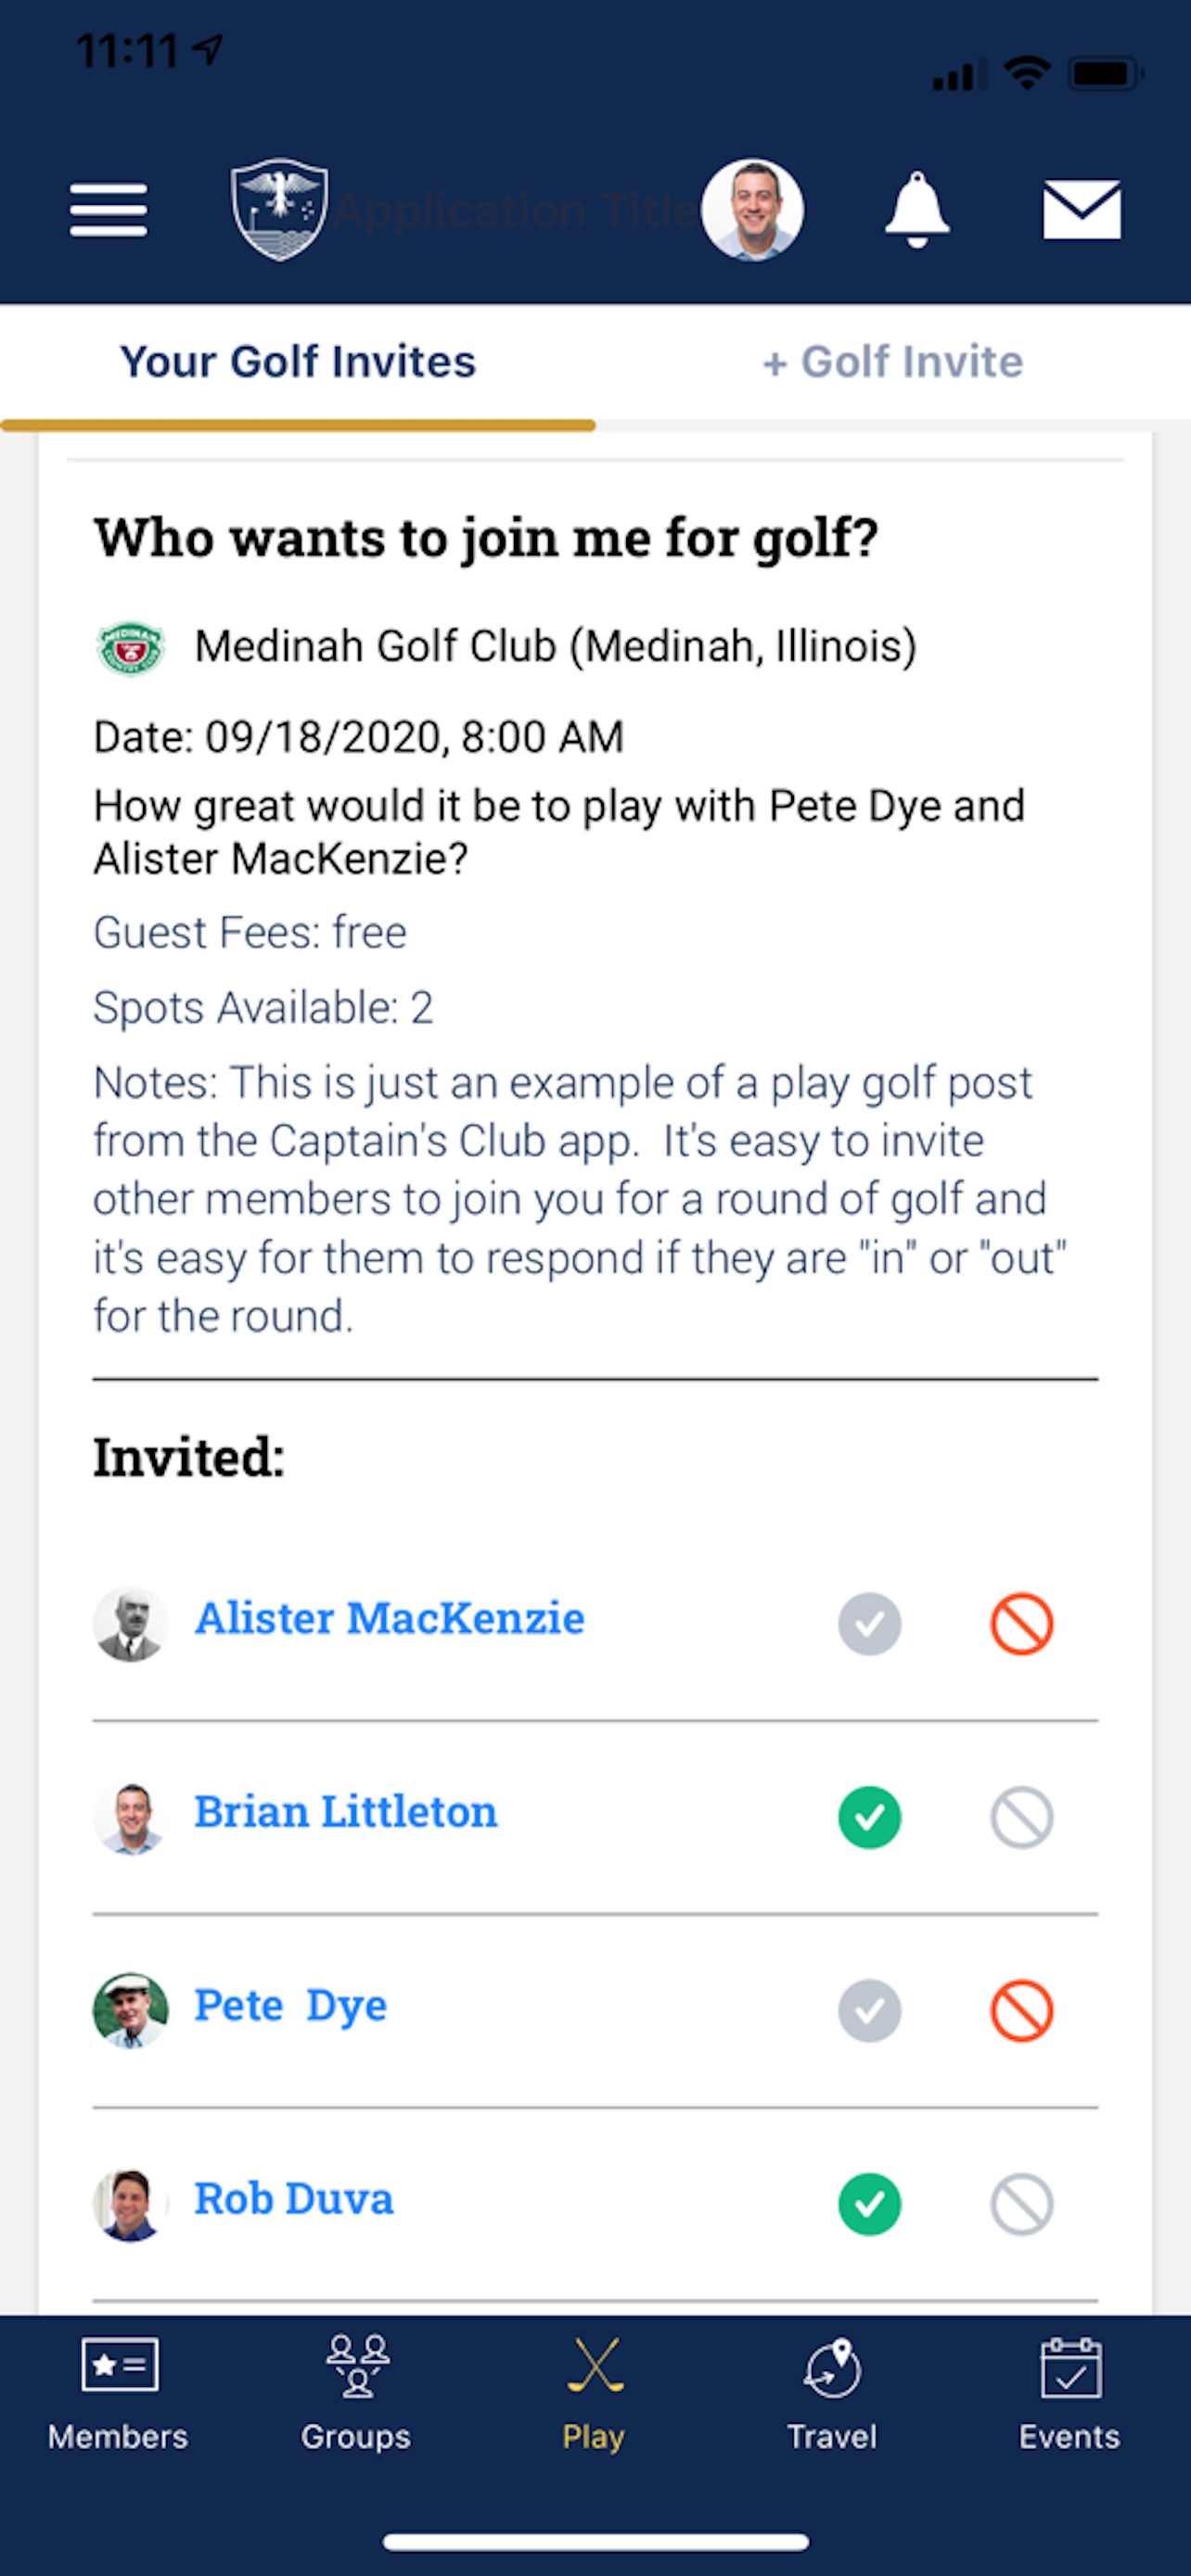 11:11
Application Title
Your Golf Invites
+ Golf Invite
Who wants to join me for golf?
MEDINAH
COUNTRY CLUB
Medinah Golf Club (Medinah, Illinois)
Date: 09/18/2020, 8:00 AM
How great would it be to play with Pete Dye and
Alister MacKenzie?
Guest Fees: free
Spots Available: 2
Notes: This is just an example of a play golf post
from the Captain's Club app.  It's easy to invite
other members to join you for a round of golf and
it's easy for them to respond if they are "in" or "out"
for the round.
Invited:
Alister MacKenzie
Brian Littleton
Pete  Dye
Rob Duva
Members
Groups
Play
Travel
Events